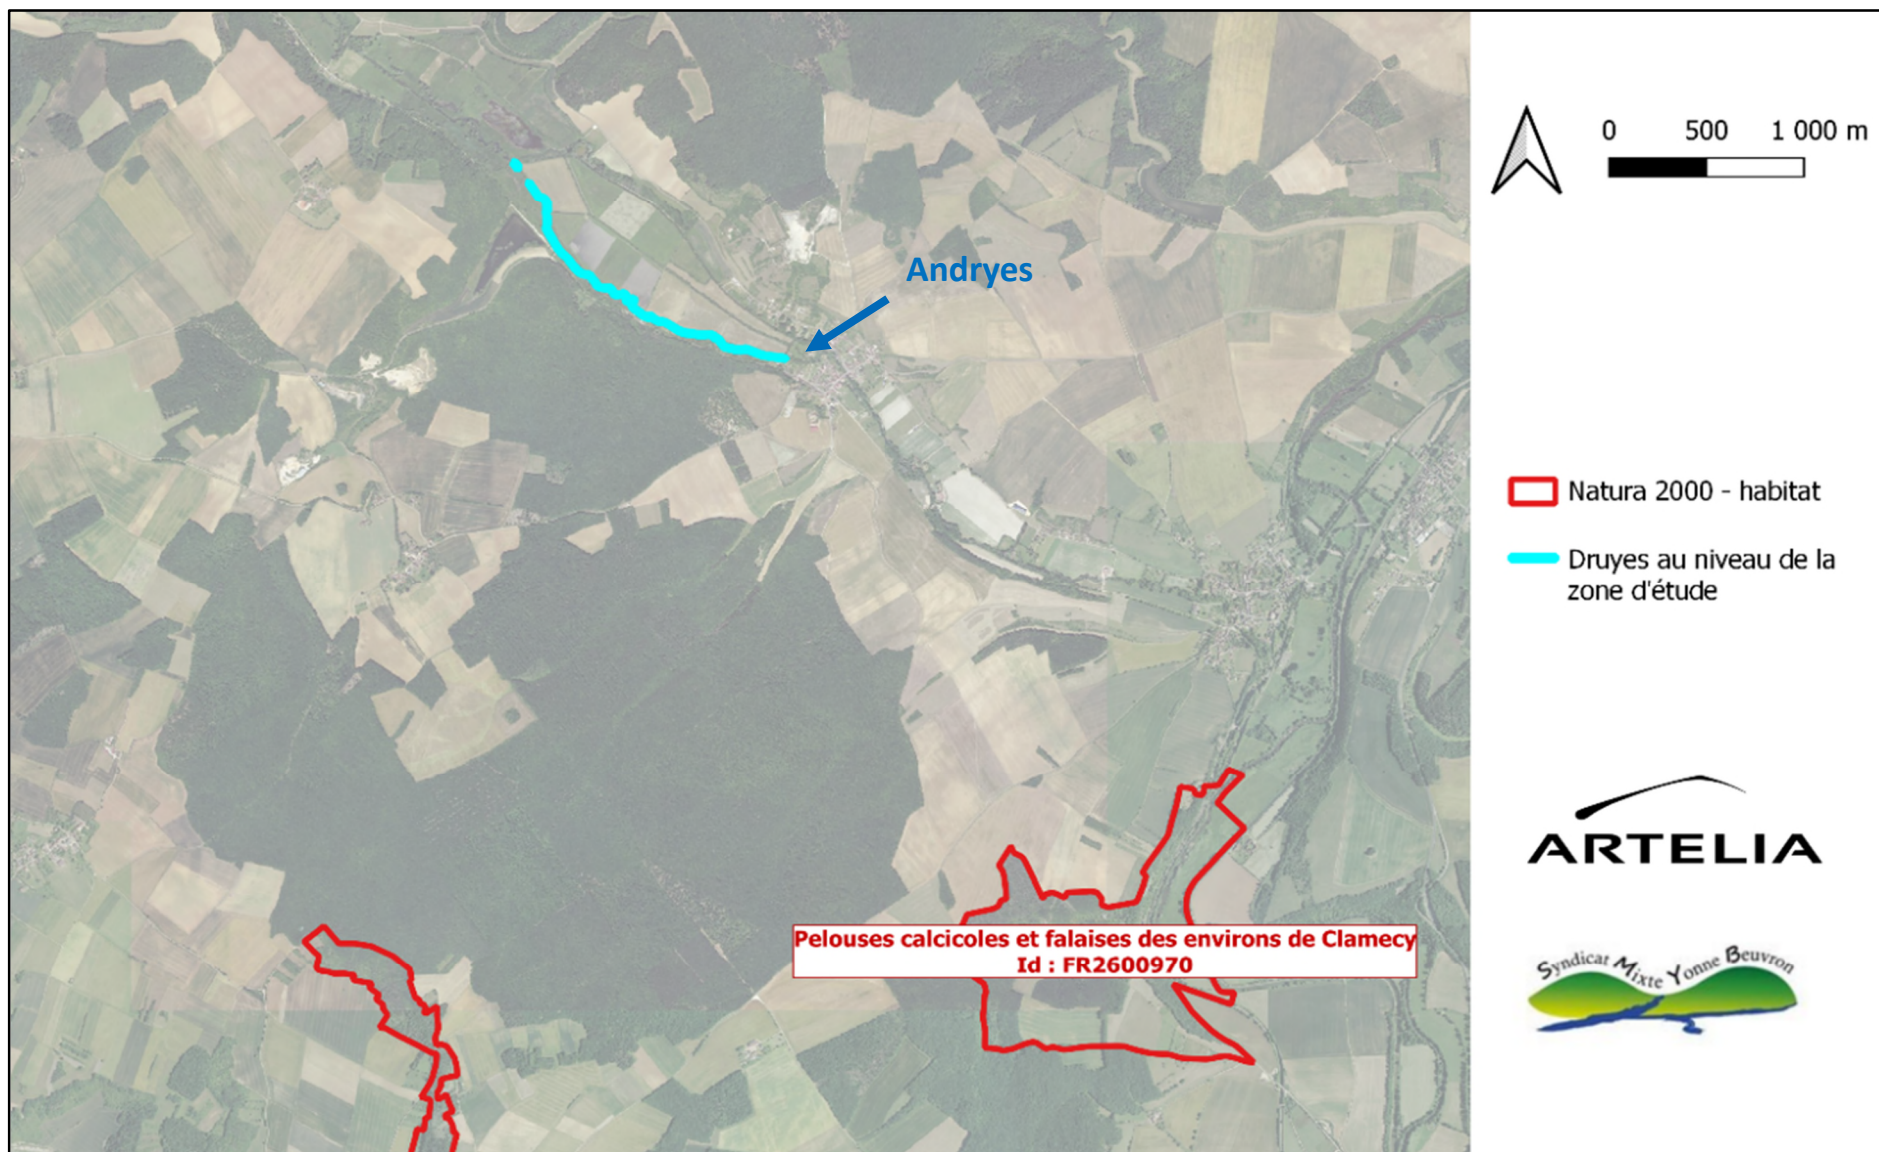 Andryes
0 500 1 000 m
Natura 2000 - habitat
Druyes au niveau de la
zone d'étude
Pelouses calcicoles et falaises des environs de Clamecy
Id : FR2600970
ARTELIA
Syndicat Mixte Yonne Beuvron